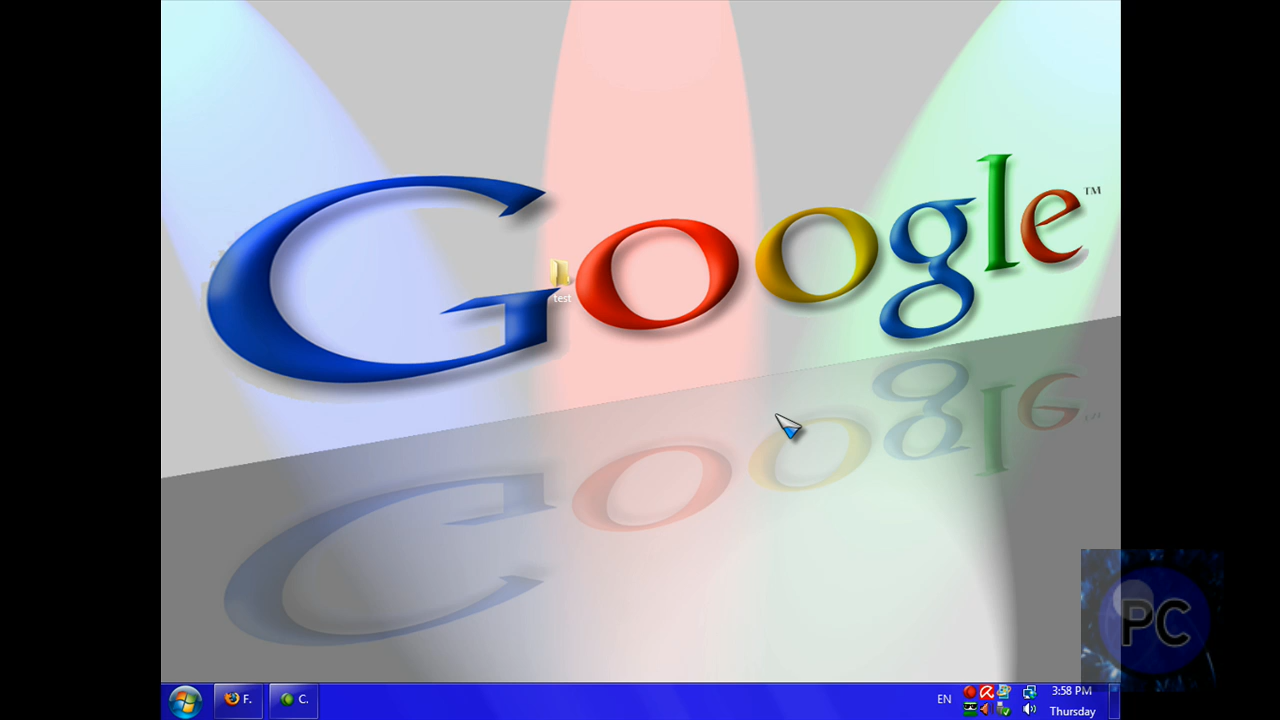 Google™
test
F.
C.
EN
3:58 PM
Thursday
PC